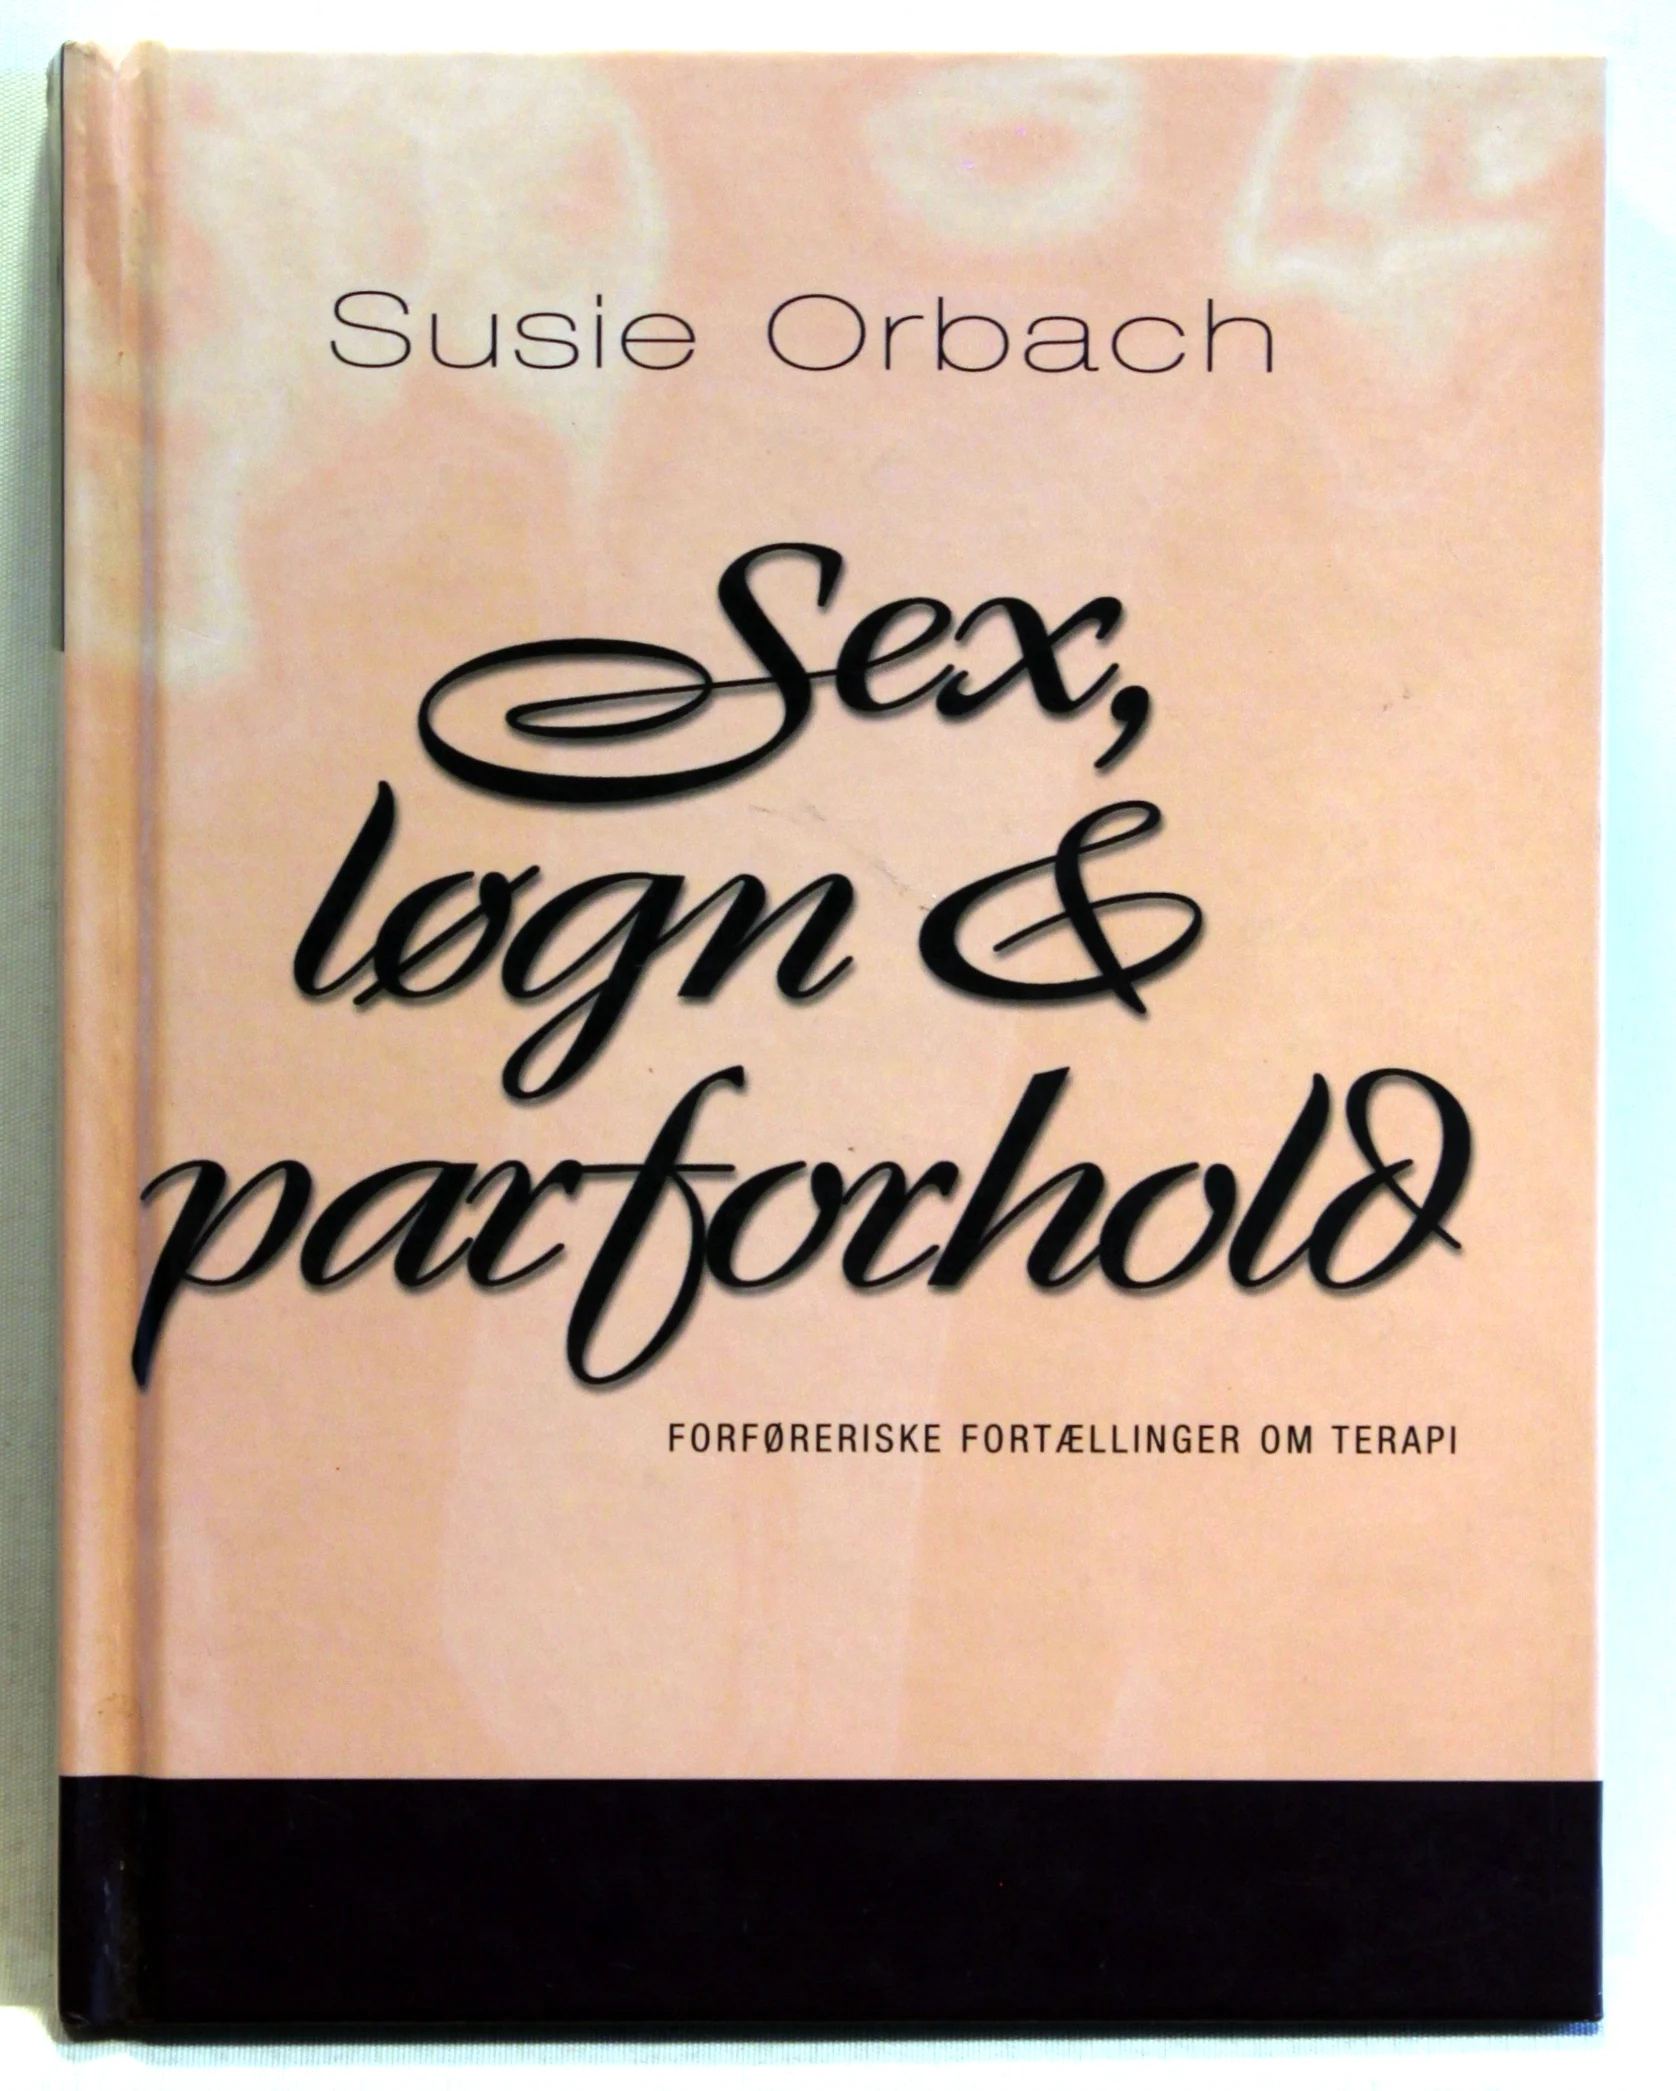 Susie Orbach
Sex,
løgn &
parforhold
FORFØRERISKE FORTÆLLINGER OM TERAPI